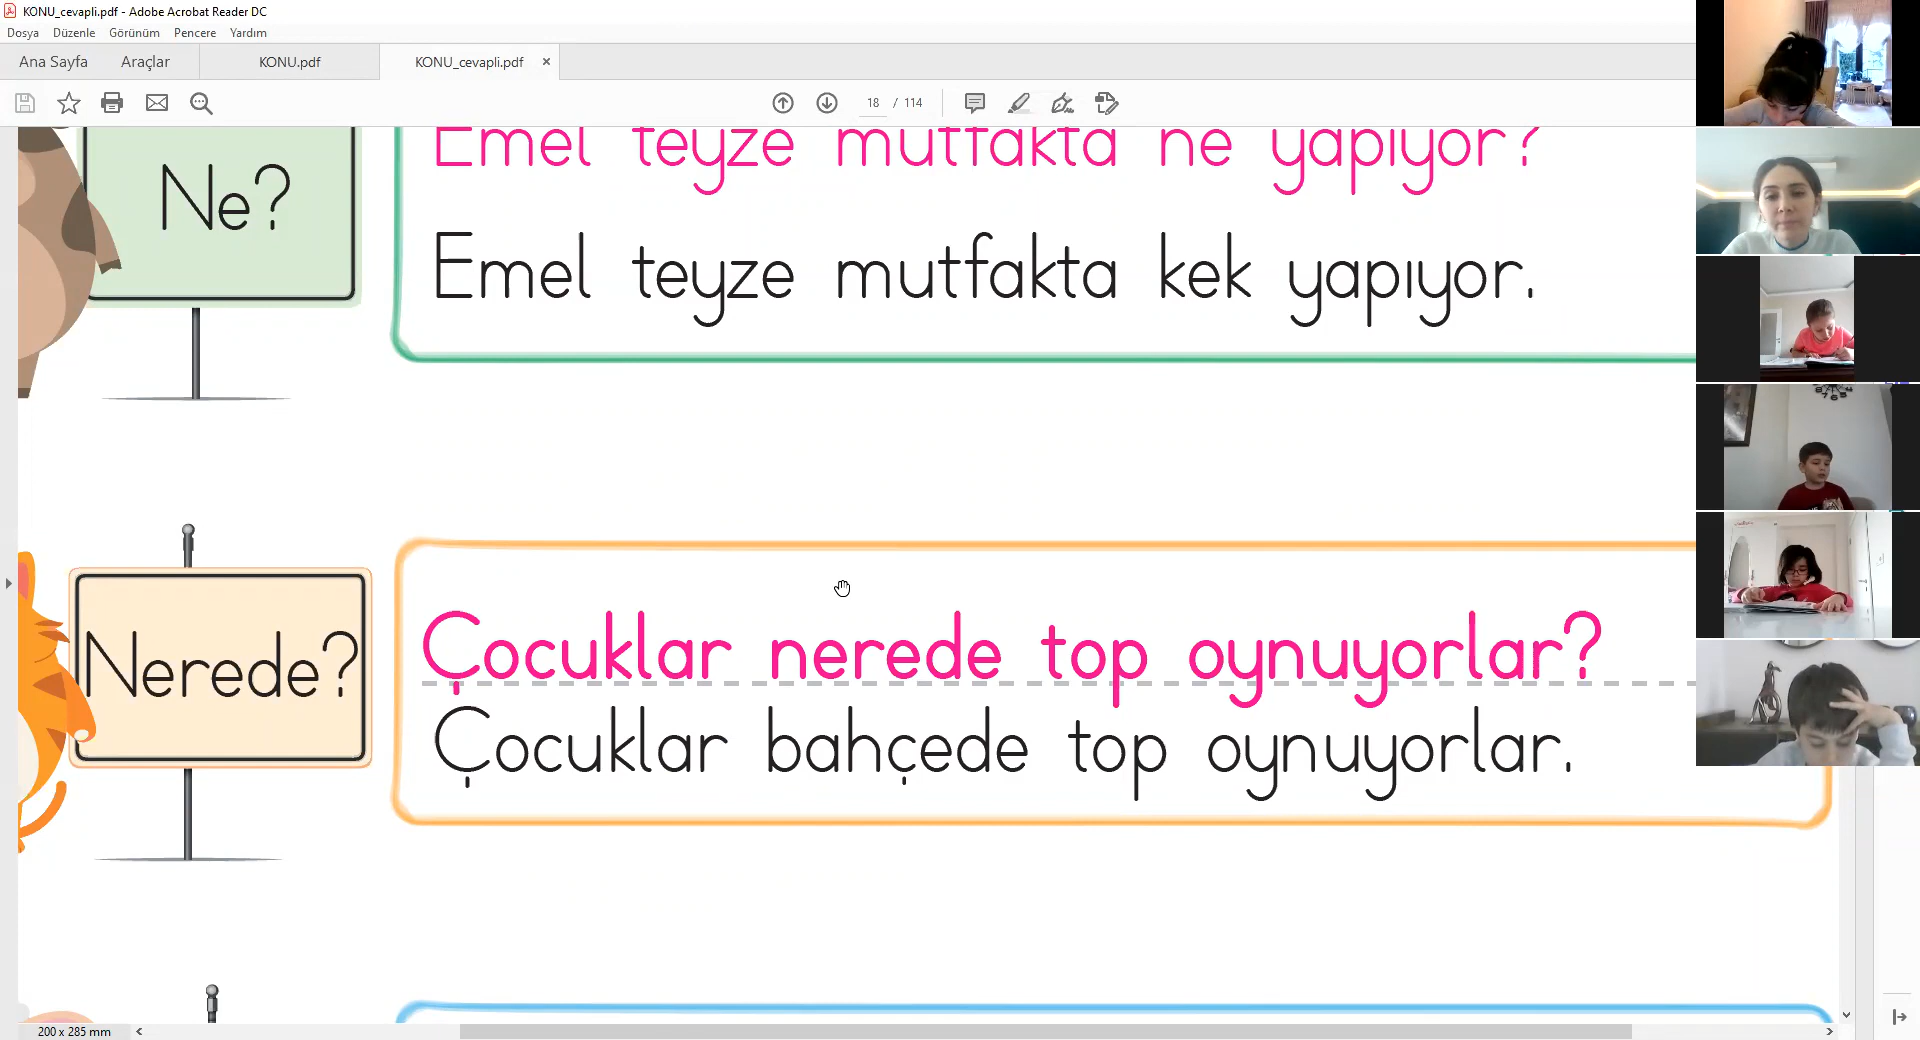 KONU_cevapli.pdf - Adobe Acrobat Reader DC
Dosya Düzenle Görünüm Pencere Yardım
Ana Sayfa Araçlar KONU.pdf KONU_cevapli.pdf ×
18 / 114
Emel teyze mutfakta ne yapıyor?
Ne?
Emel teyze mutfakta kek yapıyor.
Çocuklar nerede top oynuyorlar?
Nerede?
Çocuklar bahçede top oynuyorlar.
200 x 285 mm